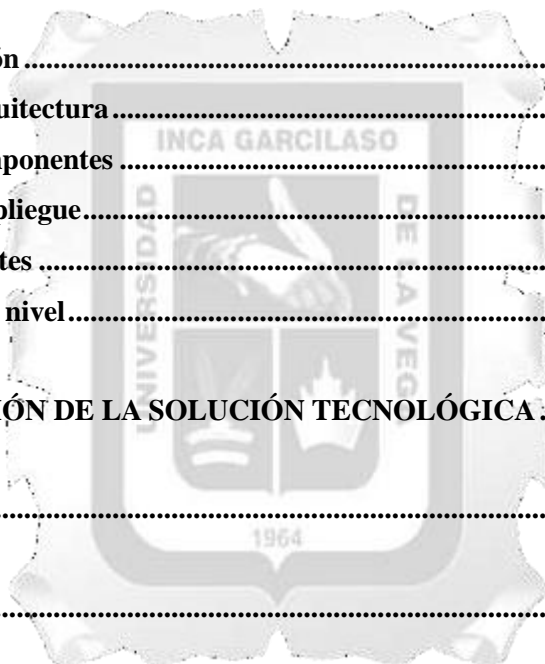 ón ........................................................................
uitectura ........................................................................
INCA GARCILASO
mponentes ........................................................................
pliegue ........................................................................
UNIVERSIDAD
DE LA VEGA
tes ........................................................................
nivel ........................................................................
IÓN DE LA SOLUCIÓN TECNOLÓGICA ..
........................................................................
1964
........................................................................